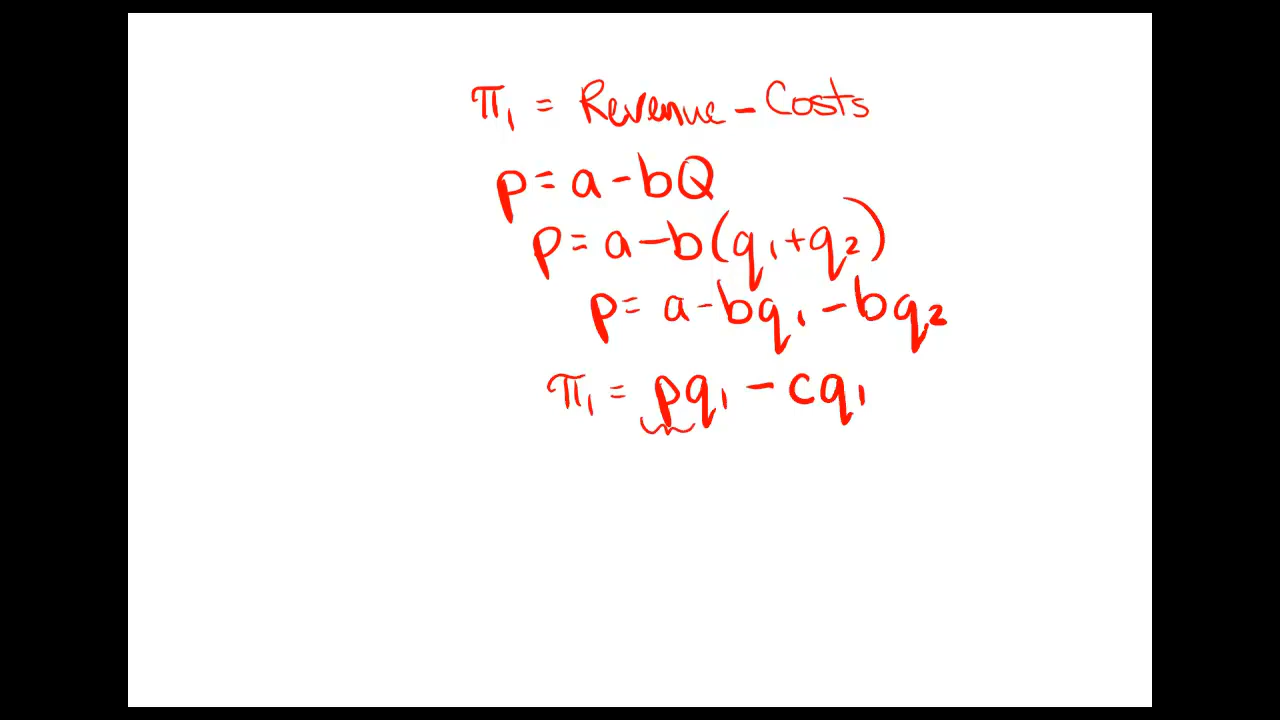 π₁ = Revenue - Costs
p = a - bQ
p = a - b(q₁ + q₂)
p = a - bq₁ - bq₂
π₁ = pq₁ - cq₁